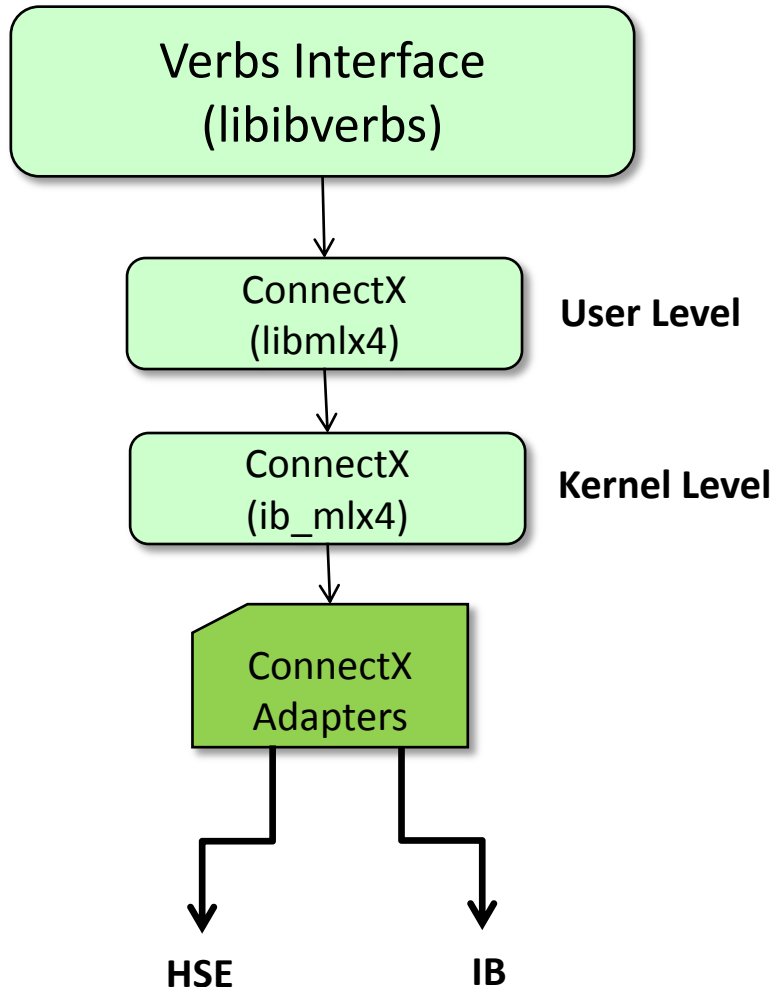 Verbs Interface
(libibverbs)
ConnectX
(libmlx4)
User Level
ConnectX
(ib_mlx4)
Kernel Level
ConnectX
Adapters
HSE
IB